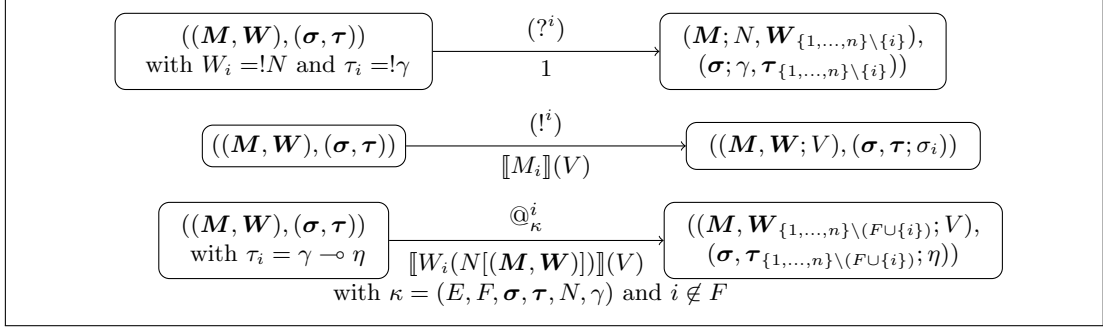 ((𝑴, 𝑾), (𝝈, 𝝉))
with W_i =!N and τ_i =!γ
(?^i)
1
(𝑴; N, 𝑾_{{1,...,n}\{i}}),
(𝝈; γ, 𝝉_{{1,...,n}\{i}}))
((𝑴, 𝑾), (𝝈, 𝝉))
(!^i)
⟦M_i⟧(V)
((𝑴, 𝑾; V), (𝝈, 𝝉; σ_i))
((𝑴, 𝑾), (𝝈, 𝝉))
with τ_i = γ ⊸ η
@^i_κ
⟦W_i(N[(𝑴, 𝑾)])⟧(V)
((𝑴, 𝑾_{{1,...,n}\(F∪{i})}; V),
(𝝈, 𝝉_{{1,...,n}\(F∪{i})}; η))
with κ = (E, F, 𝝈, 𝝉, N, γ) and i ∉ F